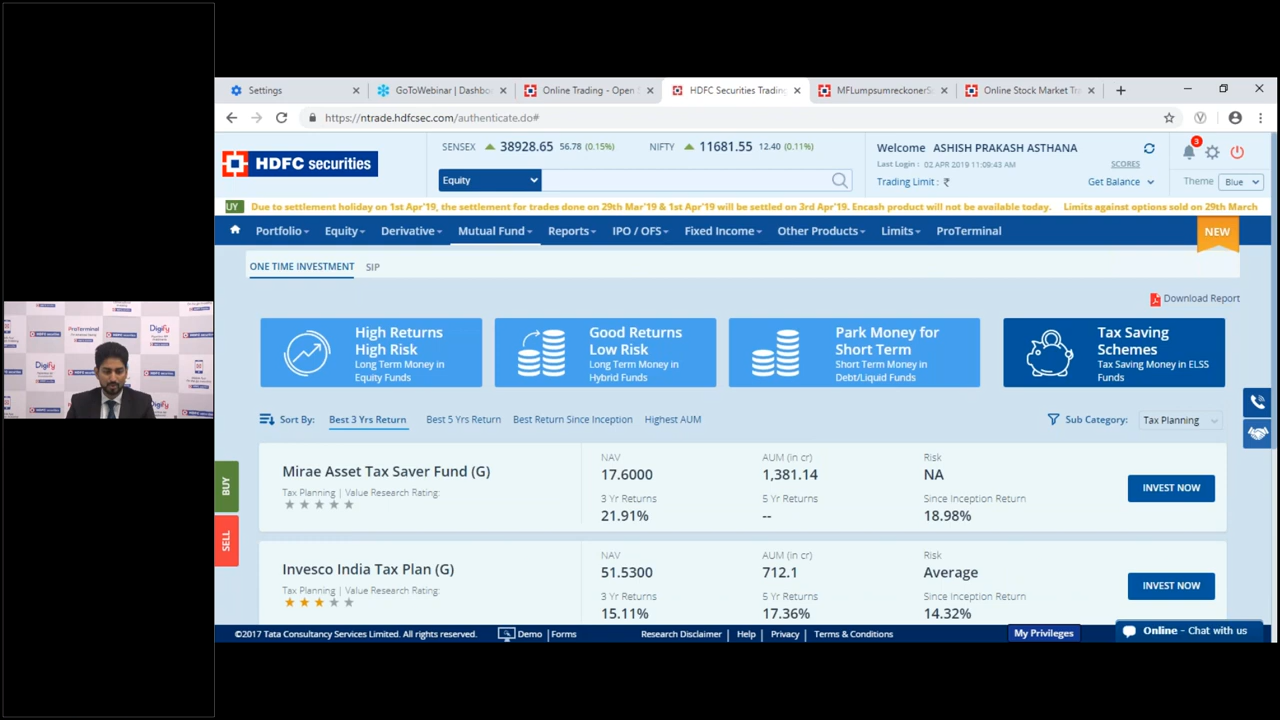 Settings
GoToWebinar | Dashbo
Online Trading - Open
HDFC Securities Trading
MFLumpsumreckonerS
Online Stock Market Tra
https://ntrade.hdfcsec.com/authenticate.do#
HDFC securities
SENSEX 38928.65 56.78 (0.15%) NIFTY 11681.55 12.40 (0.11%)
Equity
Welcome ASHISH PRAKASH ASTHANA
Last Login : 02 APR 2019 11:09:43 AM SCORES
Trading Limit : ₹ Get Balance
3
Theme Blue
UY Due to settlement holiday on 1st Apr'19, the settlement for trades done on 29th Mar'19 & 1st Apr'19 will be settled on 3rd Apr'19. Encash product will not be available today. Limits against options sold on 29th March
Portfolio Equity Derivative Mutual Fund Reports IPO / OFS Fixed Income Other Products Limits ProTerminal NEW
ONE TIME INVESTMENT SIP
Download Report
High Returns
High Risk
Long Term Money in
Equity Funds
Good Returns
Low Risk
Long Term Money in
Hybrid Funds
Park Money for
Short Term
Short Term Money in
Debt/Liquid Funds
Tax Saving
Schemes
Tax Saving Money in ELSS
Funds
Sort By: Best 3 Yrs Return Best 5 Yrs Return Best Return Since Inception Highest AUM Sub Category: Tax Planning
BUY
SELL
Mirae Asset Tax Saver Fund (G)
Tax Planning | Value Research Rating:
NAV AUM (in cr) Risk
17.6000 1,381.14 NA
3 Yr Returns 5 Yr Returns Since Inception Return
21.91% -- 18.98%
INVEST NOW
Invesco India Tax Plan (G)
Tax Planning | Value Research Rating:
NAV AUM (in cr) Risk
51.5300 712.1 Average
3 Yr Returns 5 Yr Returns Since Inception Return
15.11% 17.36% 14.32%
INVEST NOW
©2017 Tata Consultancy Services Limited. All rights reserved. Demo | Forms Research Disclaimer | Help | Privacy | Terms & Conditions My Privileges Online - Chat with us
ProTerminal
Digify
Digify